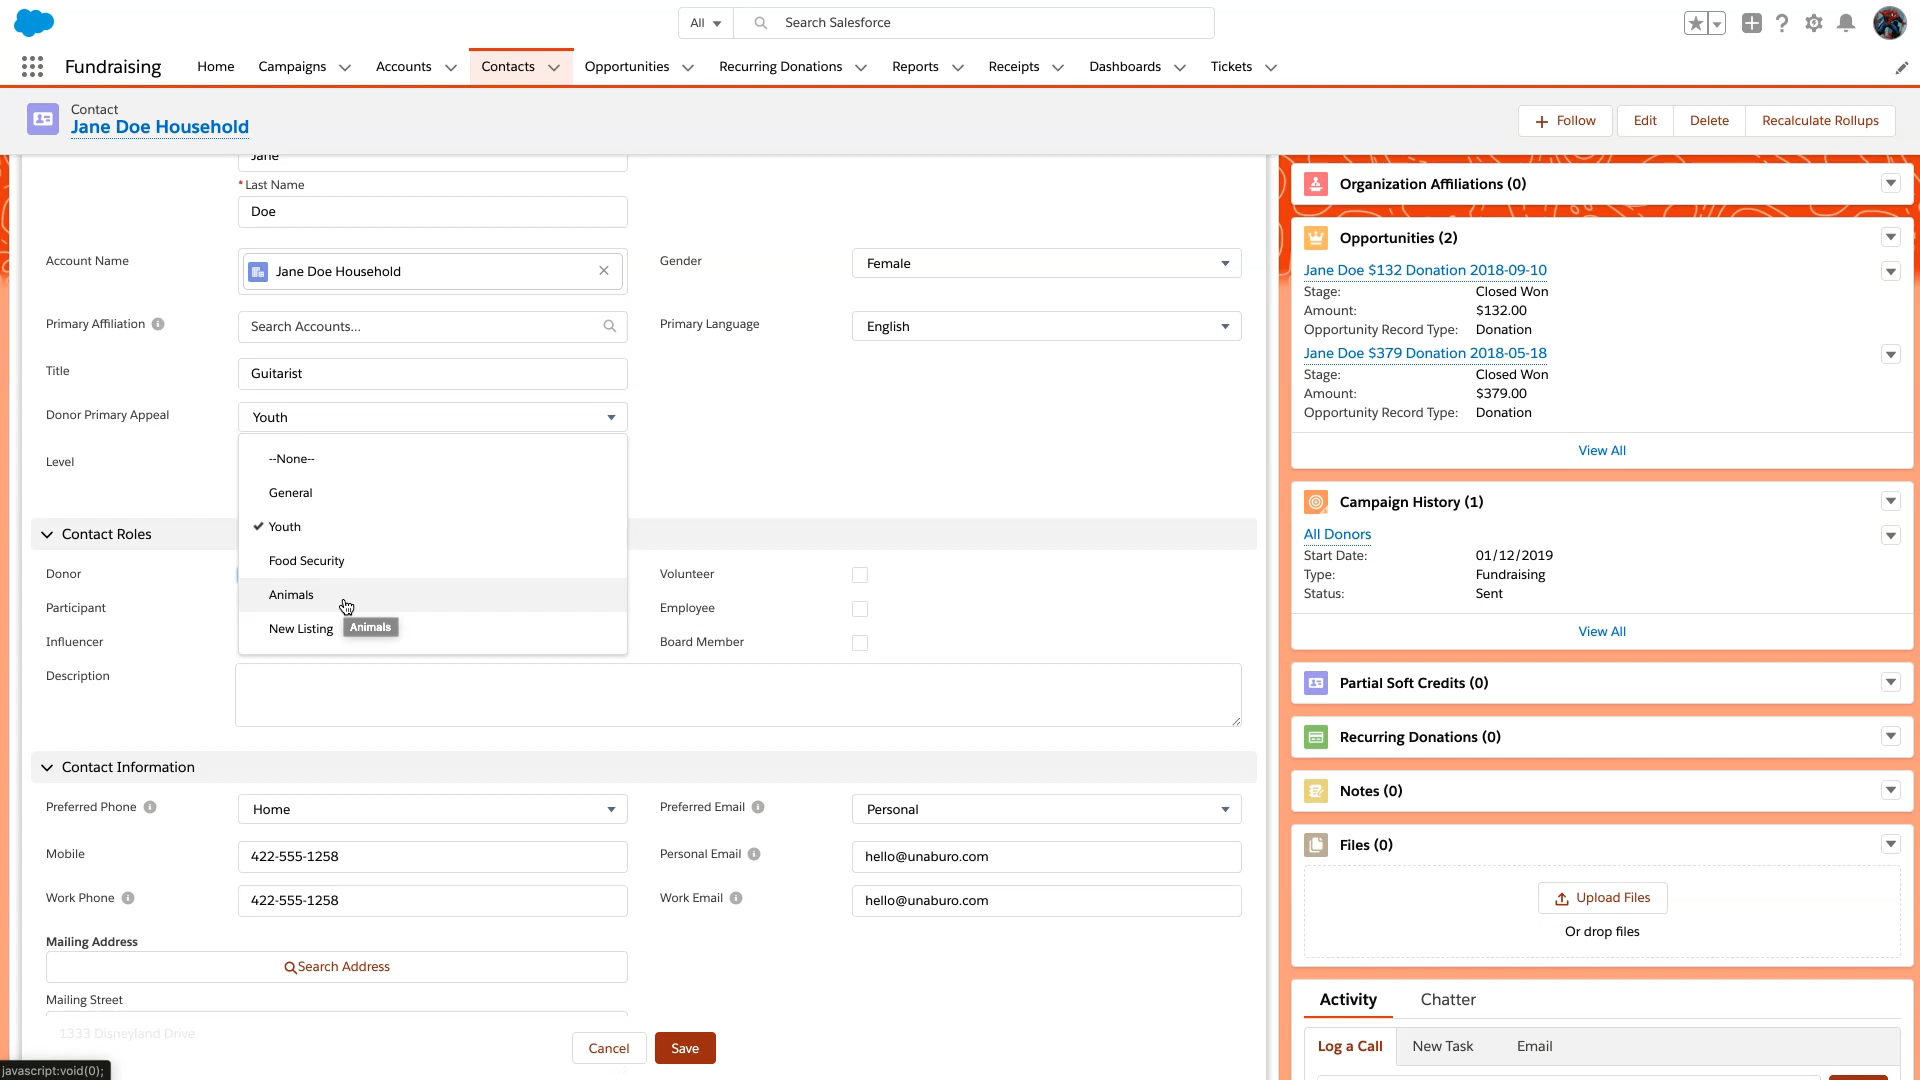 All
Search Salesforce
Fundraising
Home
Campaigns
Accounts
Contacts
Opportunities
Recurring Donations
Reports
Receipts
Dashboards
Tickets
Contact
Jane Doe Household
Follow
Edit
Delete
Recalculate Rollups
Jane
*Last Name
Doe
Account Name
Jane Doe Household
Gender
Female
Primary Affiliation
Search Accounts...
Primary Language
English
Title
Guitarist
Donor Primary Appeal
Youth
Level
--None--
General
Youth
Food Security
Animals
New Listing
Animals
Contact Roles
Donor
Volunteer
Participant
Employee
Influencer
Board Member
Description
Contact Information
Preferred Phone
Home
Preferred Email
Personal
Mobile
422-555-1258
Personal Email
hello@unaburo.com
Work Phone
422-555-1258
Work Email
hello@unaburo.com
Mailing Address
Search Address
Mailing Street
1333 Disneyland Drive
Cancel
Save
javascript:void(0);
Organization Affiliations (0)
Opportunities (2)
Jane Doe $132 Donation 2018-09-10
Stage: Closed Won
Amount: $132.00
Opportunity Record Type: Donation
Jane Doe $379 Donation 2018-05-18
Stage: Closed Won
Amount: $379.00
Opportunity Record Type: Donation
View All
Campaign History (1)
All Donors
Start Date: 01/12/2019
Type: Fundraising
Status: Sent
View All
Partial Soft Credits (0)
Recurring Donations (0)
Notes (0)
Files (0)
Upload Files
Or drop files
Activity
Chatter
Log a Call
New Task
Email